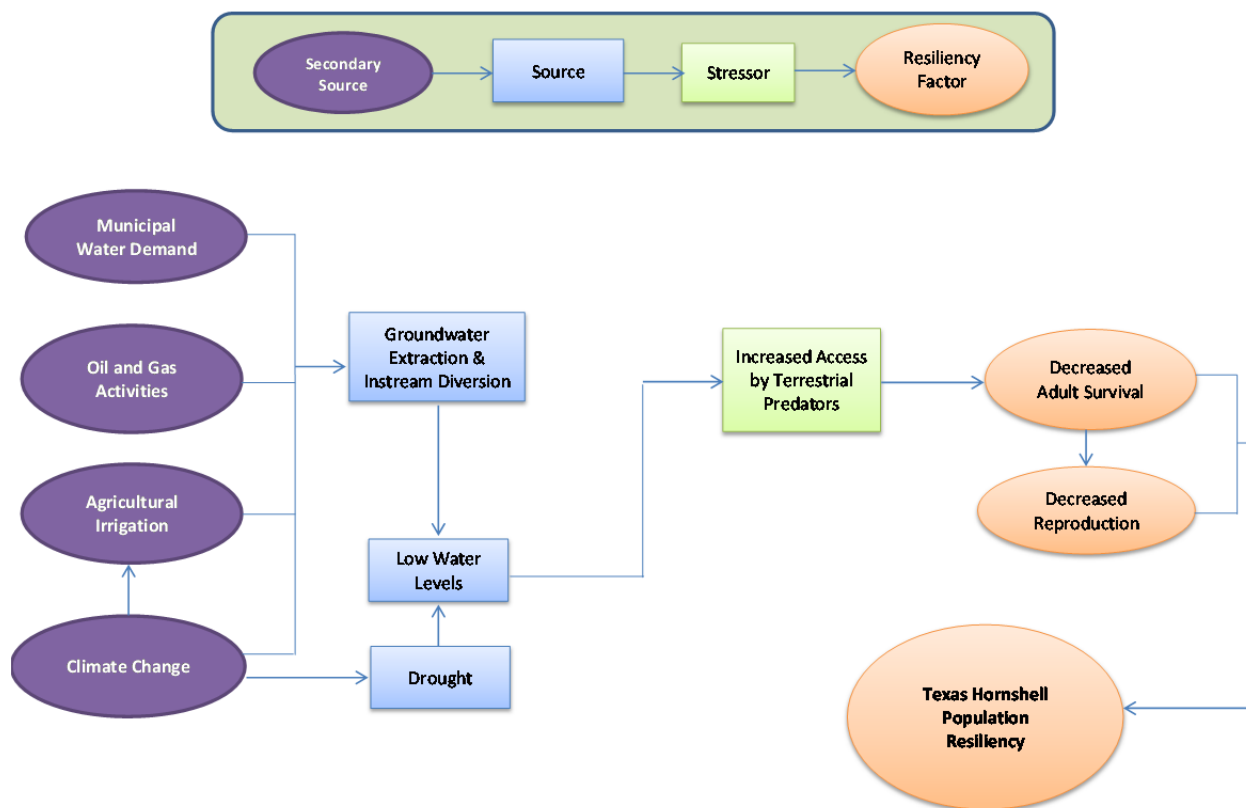 Secondary
Source
Source
Stressor
Resiliency
Factor
Municipal
Water Demand
Oil and Gas
Activities
Agricultural
Irrigation
Climate Change
Groundwater
Extraction &
Instream Diversion
Low Water
Levels
Drought
Increased Access
by Terrestrial
Predators
Decreased
Adult Survival
Decreased
Reproduction
Texas Hornshell
Population
Resiliency